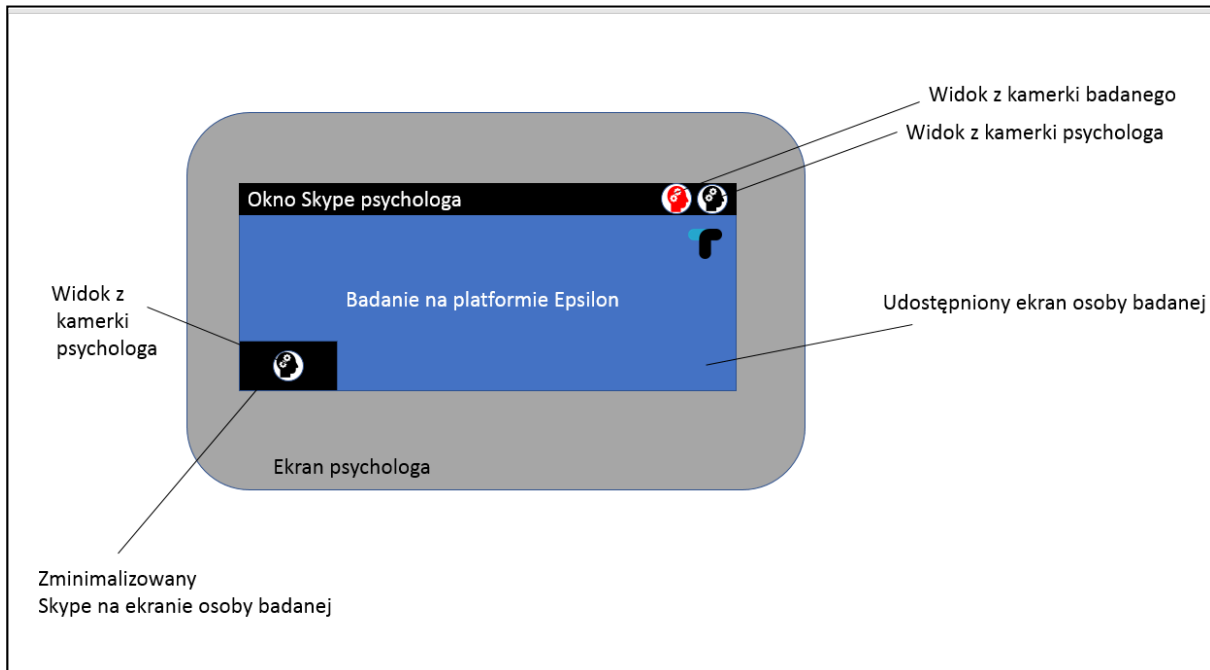 Widok z kamerki badanego
Widok z kamerki psychologa
Okno Skype psychologa
Badanie na platformie Epsilon
Widok z
kamerki
psychologa
Udostępniony ekran osoby badanej
Ekran psychologa
Zminimalizowany
Skype na ekranie osoby badanej